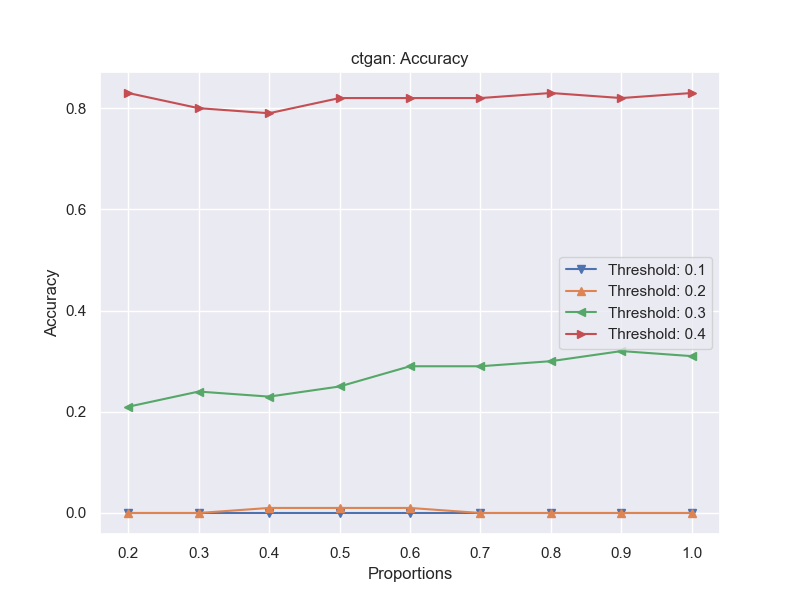 ctgan: Accuracy
Accuracy
0.8
0.6
0.4
0.2
0.0
Threshold: 0.1
Threshold: 0.2
Threshold: 0.3
Threshold: 0.4
0.2 0.3 0.4 0.5 0.6 0.7 0.8 0.9 1.0
Proportions